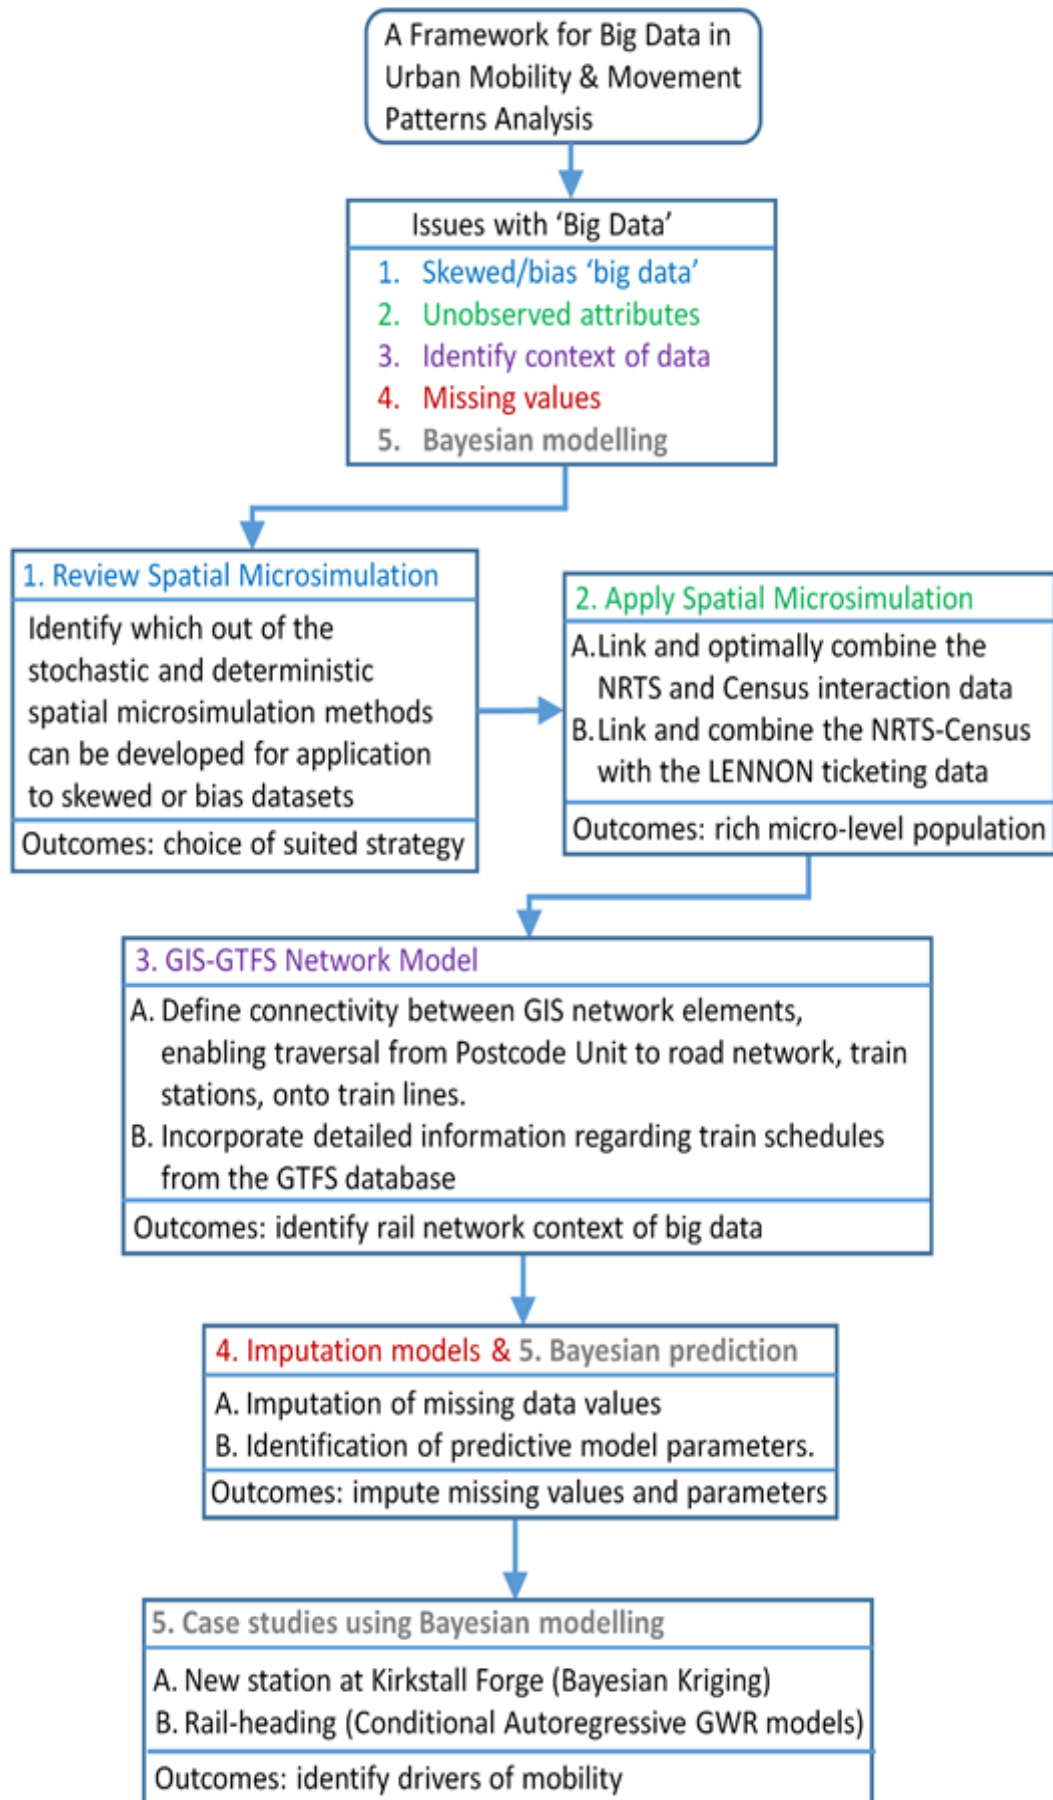 A Framework for Big Data in
Urban Mobility & Movement
Patterns Analysis
Issues with ‘Big Data’
1. Skewed/bias ‘big data’
2. Unobserved attributes
3. Identify context of data
4. Missing values
5. Bayesian modelling
1. Review Spatial Microsimulation
Identify which out of the
stochastic and deterministic
spatial microsimulation methods
can be developed for application
to skewed or bias datasets
Outcomes: choice of suited strategy
2. Apply Spatial Microsimulation
A. Link and optimally combine the
NRTS and Census interaction data
B. Link and combine the NRTS-Census
with the LENNON ticketing data
Outcomes: rich micro-level population
3. GIS-GTFS Network Model
A. Define connectivity between GIS network elements,
enabling traversal from Postcode Unit to road network, train
stations, onto train lines.
B. Incorporate detailed information regarding train schedules
from the GTFS database
Outcomes: identify rail network context of big data
4. Imputation models & 5. Bayesian prediction
A. Imputation of missing data values
B. Identification of predictive model parameters.
Outcomes: impute missing values and parameters
5. Case studies using Bayesian modelling
A. New station at Kirkstall Forge (Bayesian Kriging)
B. Rail-heading (Conditional Autoregressive GWR models)
Outcomes: identify drivers of mobility